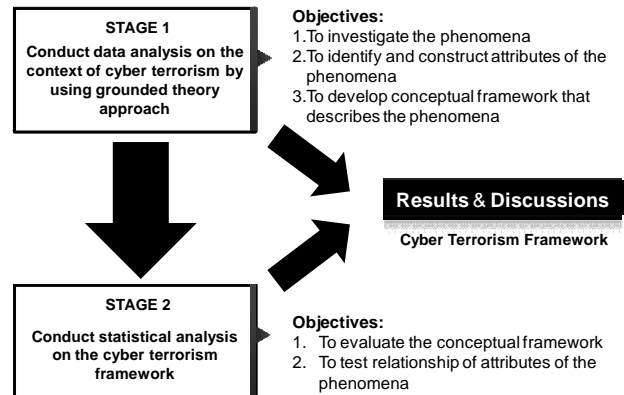 STAGE 1
Conduct data analysis on the
context of cyber terrorism by
using grounded theory
approach
Objectives:
1.To investigate the phenomena
2.To identify and construct attributes of the
phenomena
3.To develop conceptual framework that
describes the phenomena
Results & Discussions
Cyber Terrorism Framework
STAGE 2
Conduct statistical analysis
on the cyber terrorism
framework
Objectives:
1. To evaluate the conceptual framework
2. To test relationship of attributes of the
phenomena